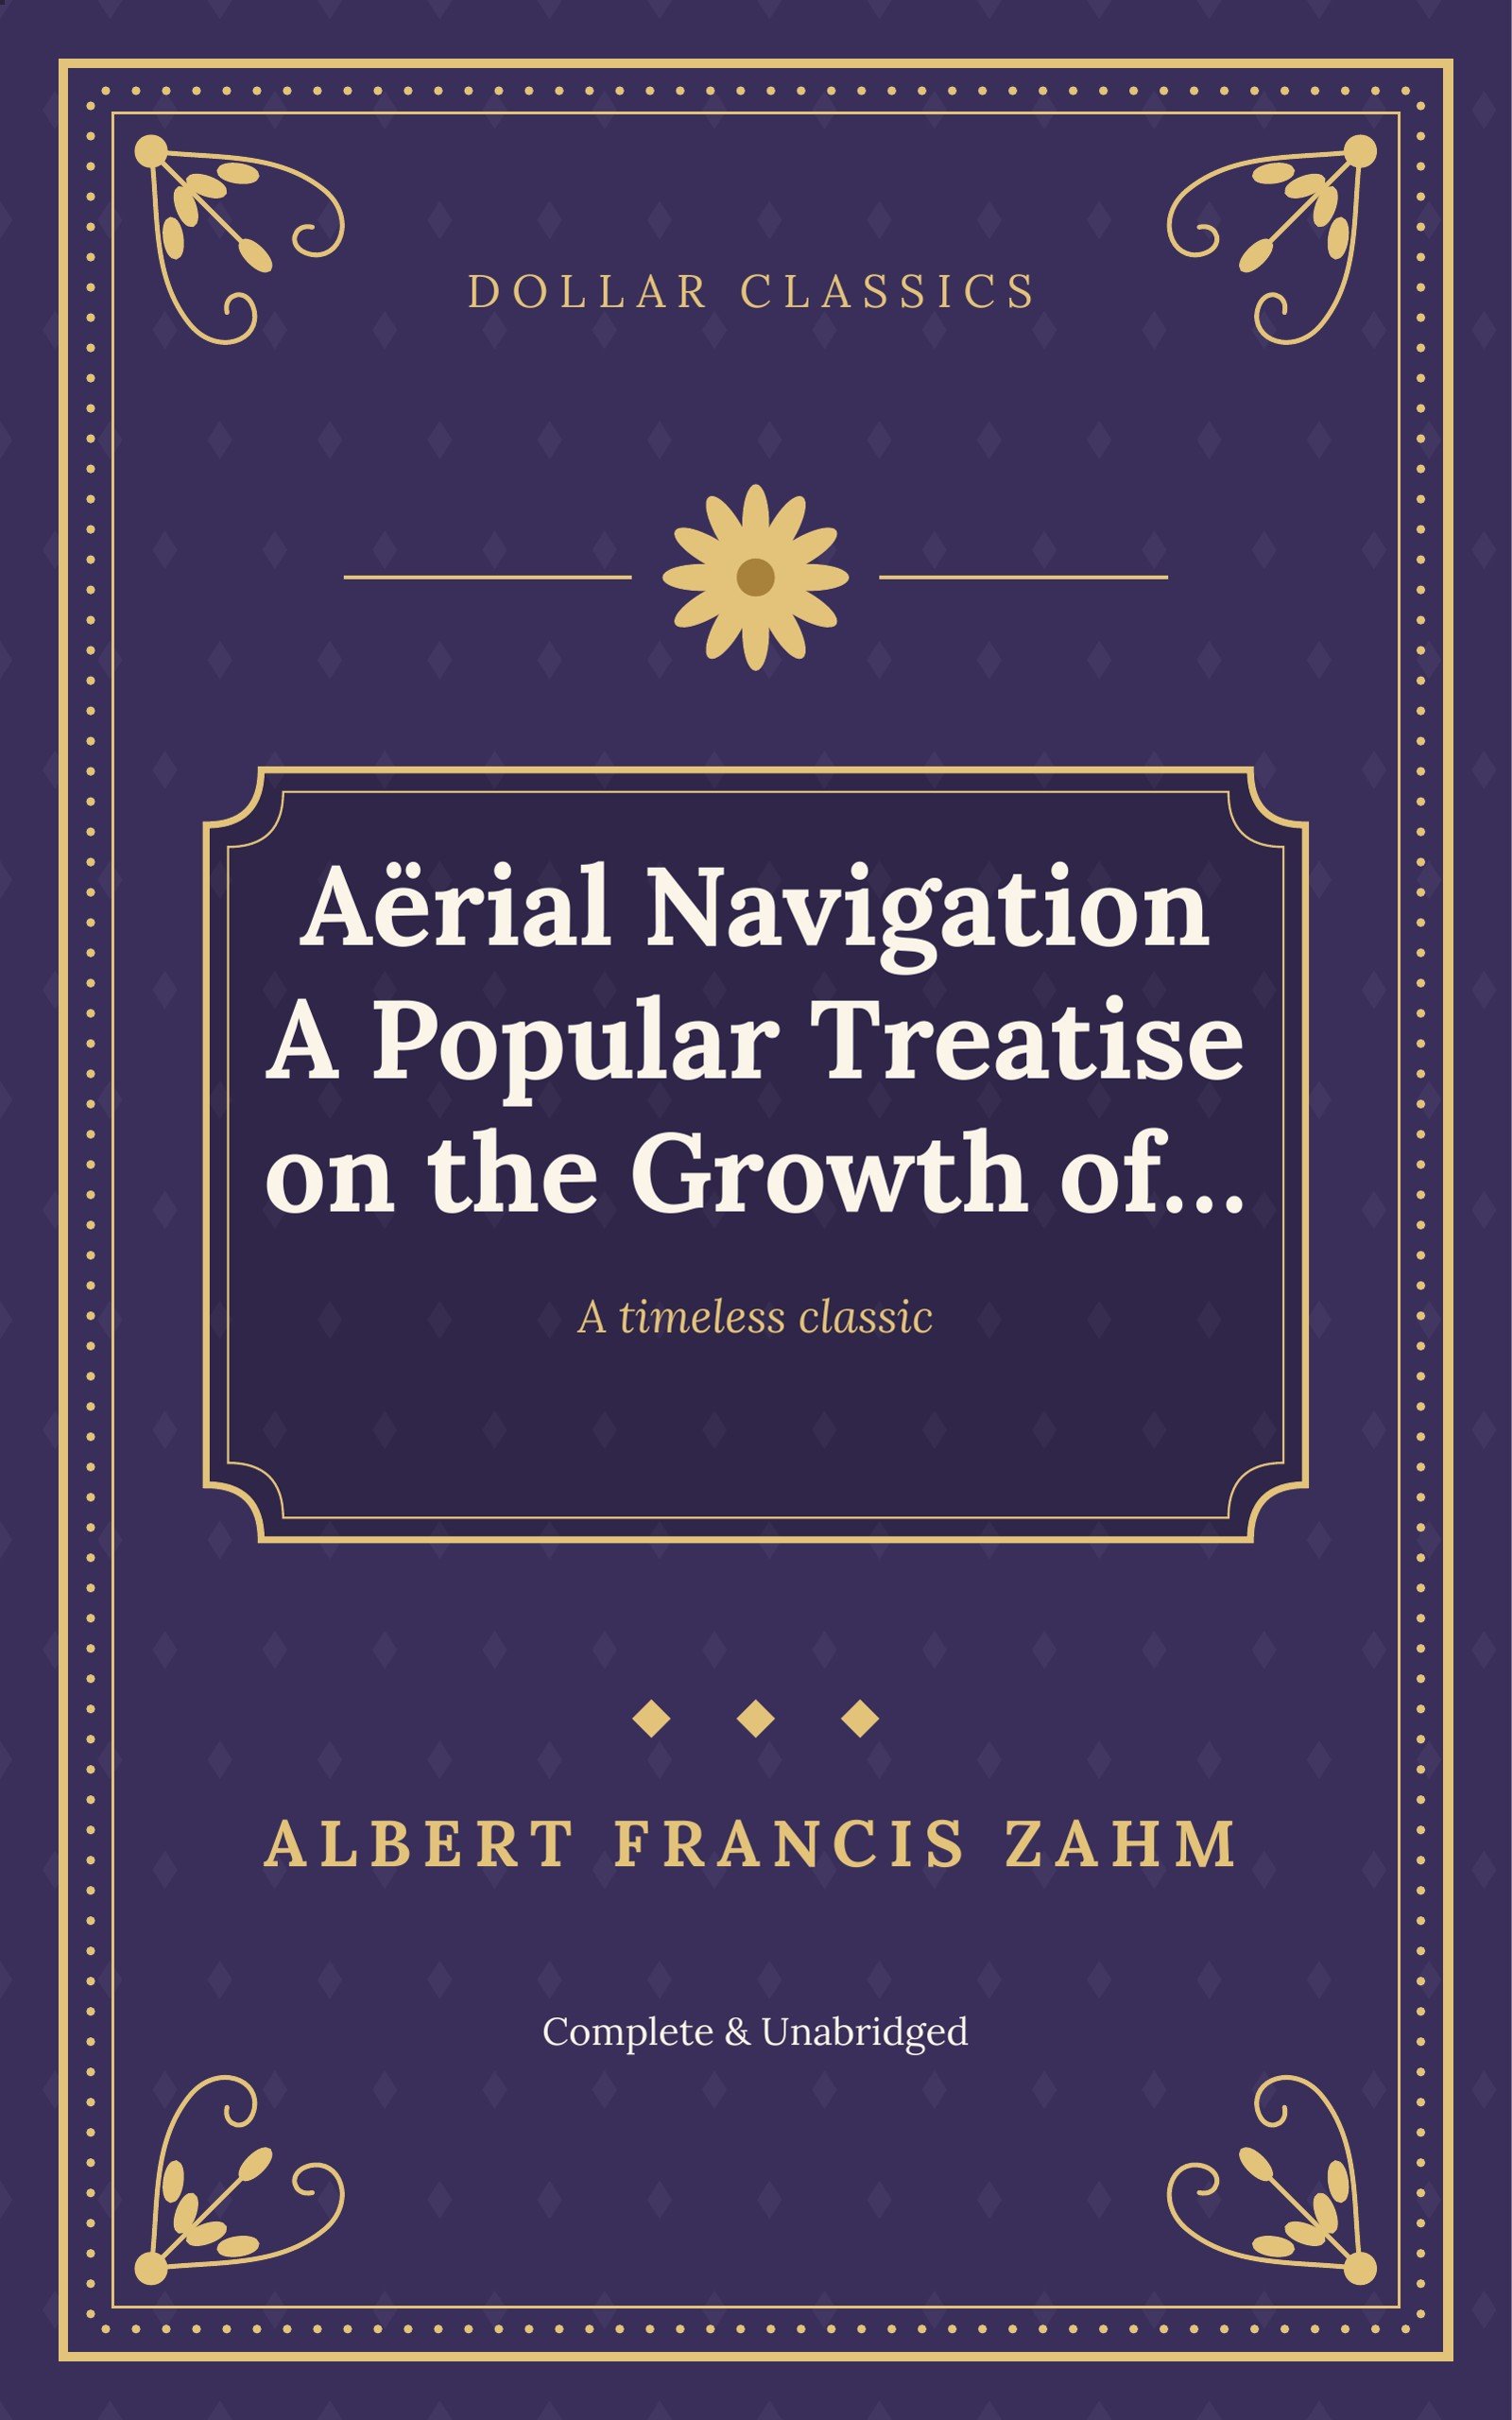 DOLLAR CLASSICS
Aërial Navigation
A Popular Treatise
on the Growth of...
A timeless classic
ALBERT FRANCIS ZAHM
Complete & Unabridged